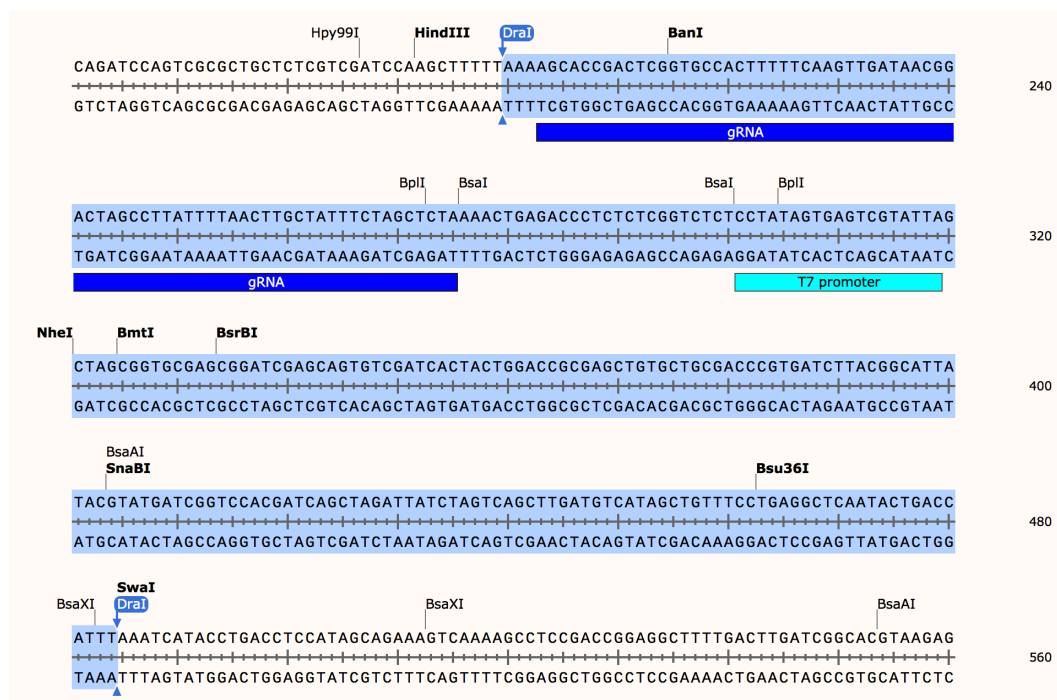 Hpy99I HindIII DraI BanI
CAGATCCAGTCGCGCTGCTCTCGTCGATCCAAGCTTTTTAAAAGCACCGACTCGGTGCCACTTTTTCAAGTTGATAACGG
240
GTCTAGGTCAGCGCGACGAGAGCAGCTAGGTTCGAAAAATTTTCGTGGCTGAGCCACGGTGAAAAAGTTCAACTATTGCC
gRNA
BplI BsaI BsaI BplI
ACTAGCCTTATTTTAACTTGCTATTTCTAGCTCTAAAACTGAGACCCTCTCTCGGTCTCTCCTATAGTGAGTCGTATTAG
320
TGATCGGAATAAAATTGAACGATAAAGATCGAGATTTTGACTCTGGGAGAGAGCCAGAGAGGATATCACTCAGCATAATC
gRNA T7 promoter
NheI BmtI BsrBI
CTAGCGGTGCGAGCGGATCGAGCAGTGTCGATCACTACTGGACCGCGAGCTGTGCTGCGACCCGTGATCTTACGGCATTA
400
GATCGCCACGCTCGCCTAGCTCGTCACAGCTAGTGATGACCTGGCGCTCGACACGACGCTGGGCACTAGAATGCCGTAAT
BsaAI
SnaBI Bsu36I
TACGTATGATCGGTCCACGATCAGCTAGATTATCTAGTCAGCTTGATGTCATAGCTGTTTCCTGAGGCTCAATACTGACC
480
ATGCATACTAGCCAGGTGCTAGTCGATCTAATAGATCAGTCGAACTACAGTATCGACAAAGGACTCCGAGTTATGACTGG
SwaI
BsaXI DraI BsaXI BsaAI
ATTTAAATCATACCTGACCTCCATAGCAGAAAGTCAAAAGCCTCCGACCGGAGGCTTTTGACTTGATCGGCACGTAAGAG
560
TAAATTTAGTATGGACTGGAGGTATCGTCTTTCAGTTTTCGGAGGCTGGCCTCCGAAAACTGAACTAGCCGTGCATTCTC